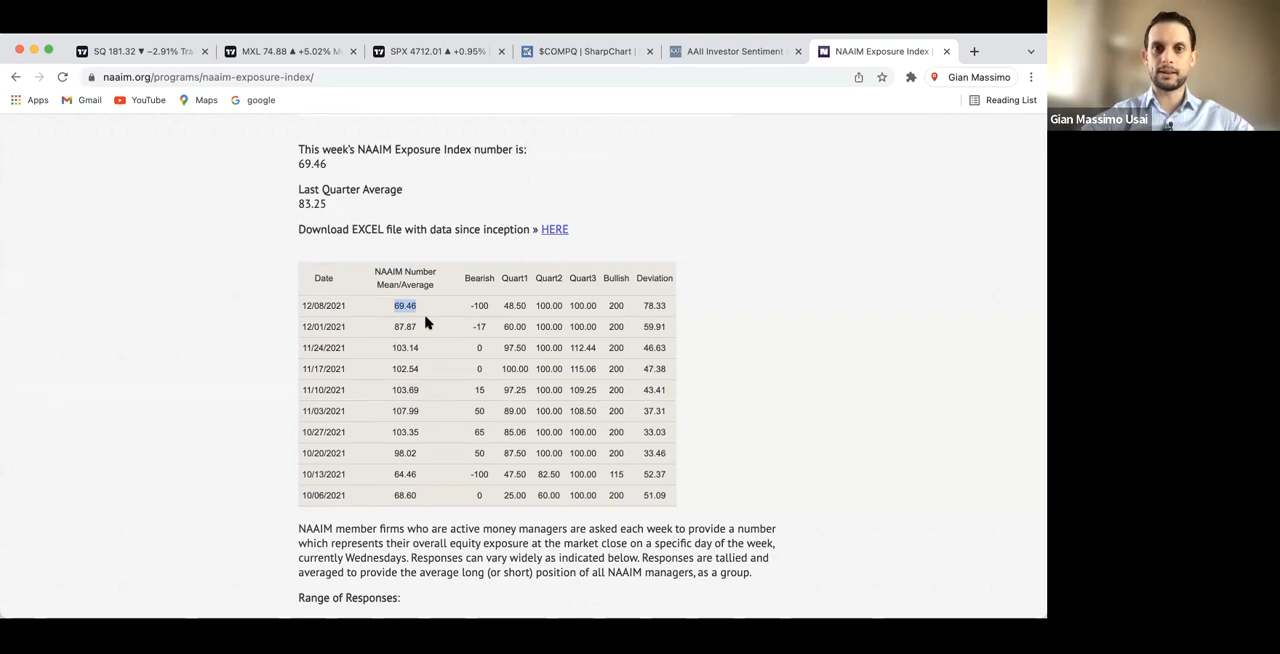 SQ 181.32 ▼ −2.91% Tra
MXL 74.88 ▲ +5.02% M
SPX 4712.01 ▲ +0.95%
$COMPQ | SharpChart |
AAII Investor Sentiment
NAAIM Exposure Index |
naaim.org/programs/naaim-exposure-index/
Gian Massimo
Apps Gmail YouTube Maps google
Reading List
Gian Massimo Usai
This week's NAAIM Exposure Index number is:
69.46
Last Quarter Average
83.25
Download EXCEL file with data since inception » HERE
Date NAAIM Number Mean/Average Bearish Quart1 Quart2 Quart3 Bullish Deviation
12/08/2021 69.46 -100 48.50 100.00 100.00 200 78.33
12/01/2021 87.87 -17 60.00 100.00 100.00 200 59.91
11/24/2021 103.14 0 97.50 100.00 112.44 200 46.63
11/17/2021 102.54 0 100.00 100.00 115.06 200 47.38
11/10/2021 103.69 15 97.25 100.00 109.25 200 43.41
11/03/2021 107.99 50 89.00 100.00 108.50 200 37.31
10/27/2021 103.35 65 85.06 100.00 100.00 200 33.03
10/20/2021 98.02 50 87.50 100.00 100.00 200 33.46
10/13/2021 64.46 -100 47.50 82.50 100.00 115 52.37
10/06/2021 68.60 0 25.00 60.00 100.00 200 51.09
NAAIM member firms who are active money managers are asked each week to provide a number
which represents their overall equity exposure at the market close on a specific day of the week,
currently Wednesdays. Responses can vary widely as indicated below. Responses are tallied and
averaged to provide the average long (or short) position of all NAAIM managers, as a group.
Range of Responses: